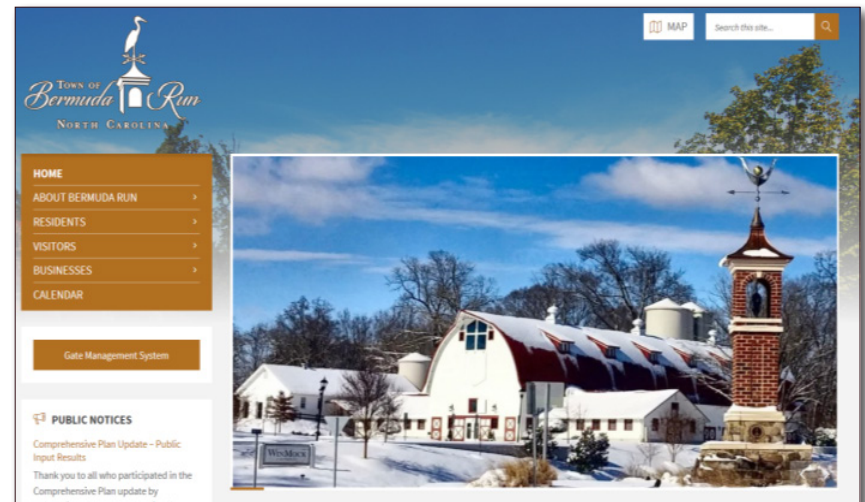 MAP
Search this site...
TOWN OF
Bermuda Run
NORTH CAROLINA
HOME
ABOUT BERMUDA RUN
RESIDENTS
VISITORS
BUSINESSES
CALENDAR
Gate Management System
PUBLIC NOTICES
Comprehensive Plan Update – Public
Input Results
Thank you to all who participated in the
Comprehensive Plan update by
WINMOCK